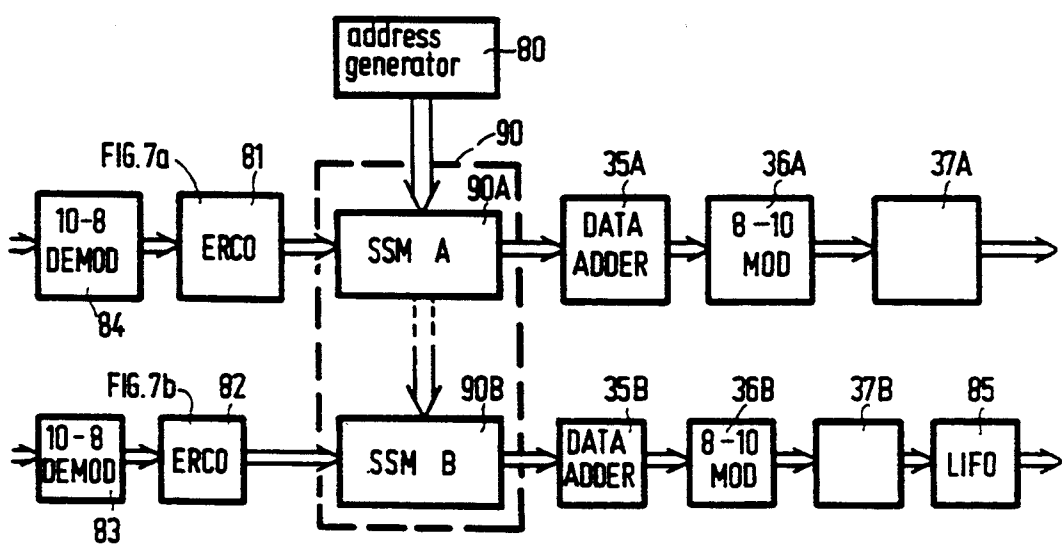 address
generator
80
90
FIG.7a
81
90A
35A
36A
37A
10-8
DEMOD
ERCO
SSM A
DATA
ADDER
8-10
MOD
84
FIG.7b
82
90B
35B
36B
37B
85
10-8
DEMOD
ERCO
SSM B
DATA
ADDER
8-10
MOD
LIFO
83